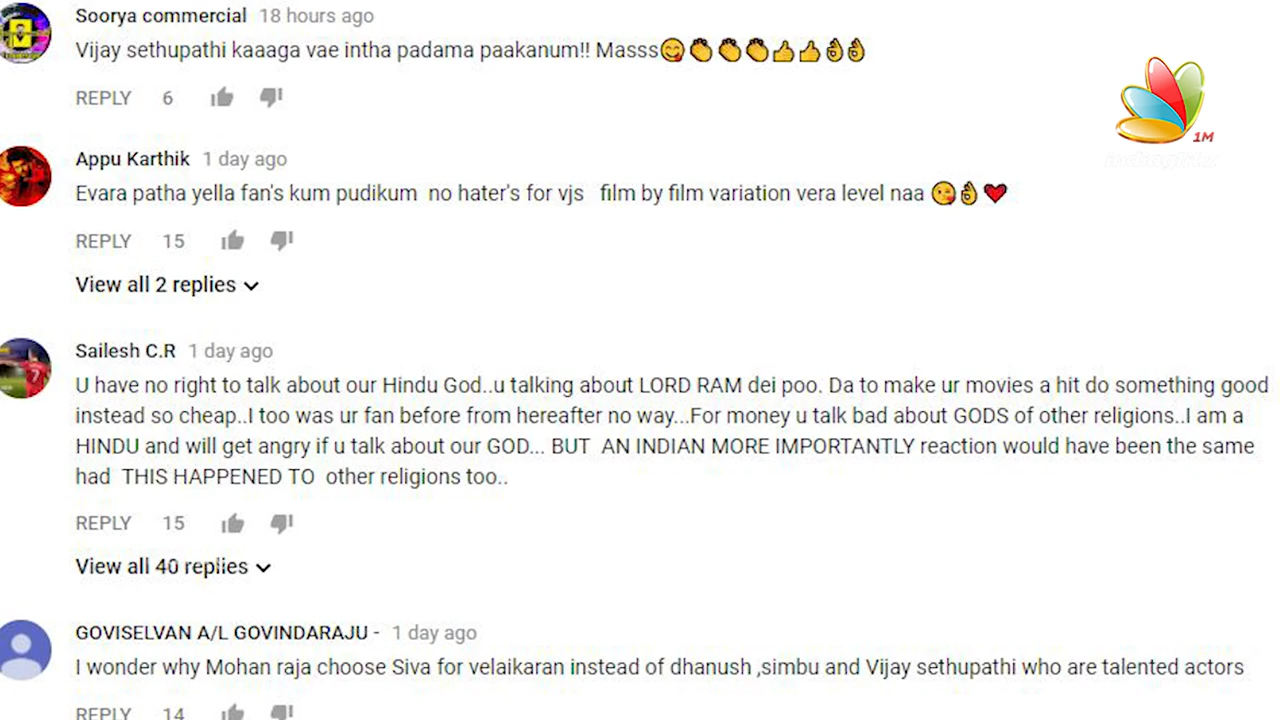 Soorya commercial 18 hours ago
Vijay sethupathi kaaaga vae intha padama paakanum!! Masss😋👏👏👏👍👍👌👌
REPLY 6
1M
Appu Karthik 1 day ago
Evara patha yella fan's kum pudikum no hater's for vjs film by film variation vera level naa 😘👌❤
REPLY 15
View all 2 replies
Sailesh C.R 1 day ago
U have no right to talk about our Hindu God..u talking about LORD RAM dei poo. Da to make ur movies a hit do something good
instead so cheap..I too was ur fan before from hereafter no way...For money u talk bad about GODS of other religions..I am a
HINDU and will get angry if u talk about our GOD... BUT AN INDIAN MORE IMPORTANTLY reaction would have been the same
had THIS HAPPENED TO other religions too..
REPLY 15
View all 40 replies
GOVISELVAN A/L GOVINDARAJU - 1 day ago
I wonder why Mohan raja choose Siva for velaikaran instead of dhanush ,simbu and Vijay sethupathi who are talented actors
REPLY 14